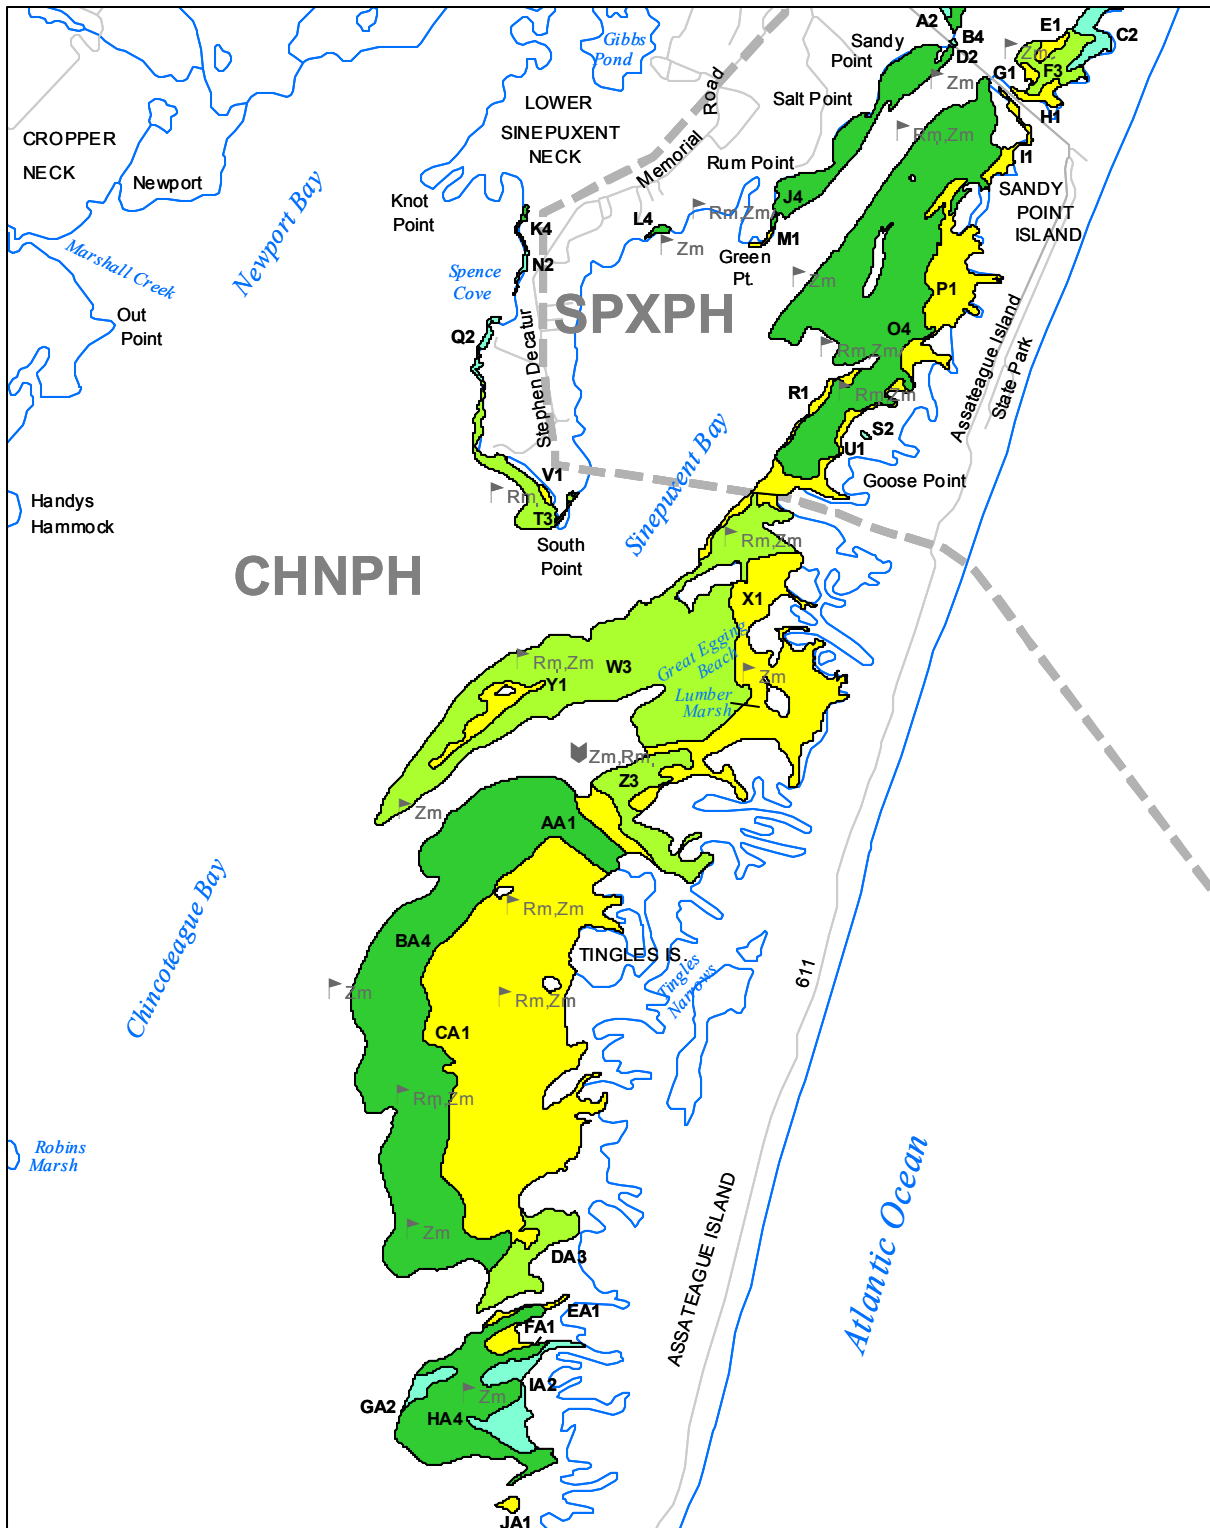 A2
E1
C2
B4
D2
Zm
Gibbs
Pond
Sandy
Point
G1
F3
Zm
Salt Point
H1
Road
LOWER
SINEPUXENT
NECK
CROPPER
NECK
Rm,Zm
I1
Memorial
Rum Point
Newport
Knot
Point
SANDY
POINT
ISLAND
J4
L4
Rm,Zm
K4
M1
Zm
Green
Pt.
Newport Bay
Marshall Creek
N2
Spence
Cove
Zm
P1
SPXPH
Out
Point
O4
Q2
Rm,Zm
Stephen Decatur
Assateague Island
State Park
R1
Rm,Zm
S2
U1
Goose Point
Sinepuxent Bay
V1
Handys
Hammock
Rm,
T3
South
Point
Rm,Zm
CHNPH
X1
Great Egging
Beach
Rm,Zm
W3
Zm
Y1
Lumber
Marsh
Zm,Rm,
Z3
Zm
AA1
Chincoteague Bay
Rm,Zm
BA4
TINGLES IS.
Tingles
Narrows
611
Zm
Rm,Zm
CA1
Rm,Zm
Robins
Marsh
Atlantic Ocean
ASSATEAGUE ISLAND
Zm
DA3
EA1
FA1
IA2
Zm
GA2
HA4
JA1